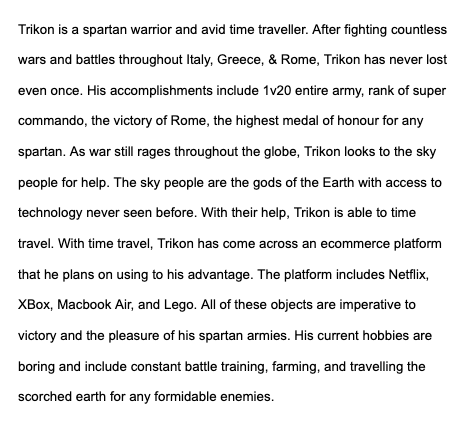 Trikon is a spartan warrior and avid time traveller. After fighting countless
wars and battles throughout Italy, Greece, & Rome, Trikon has never lost
even once. His accomplishments include 1v20 entire army, rank of super
commando, the victory of Rome, the highest medal of honour for any
spartan. As war still rages throughout the globe, Trikon looks to the sky
people for help. The sky people are the gods of the Earth with access to
technology never seen before. With their help, Trikon is able to time
travel. With time travel, Trikon has come across an ecommerce platform
that he plans on using to his advantage. The platform includes Netflix,
XBox, Macbook Air, and Lego. All of these objects are imperative to
victory and the pleasure of his spartan armies. His current hobbies are
boring and include constant battle training, farming, and travelling the
scorched earth for any formidable enemies.